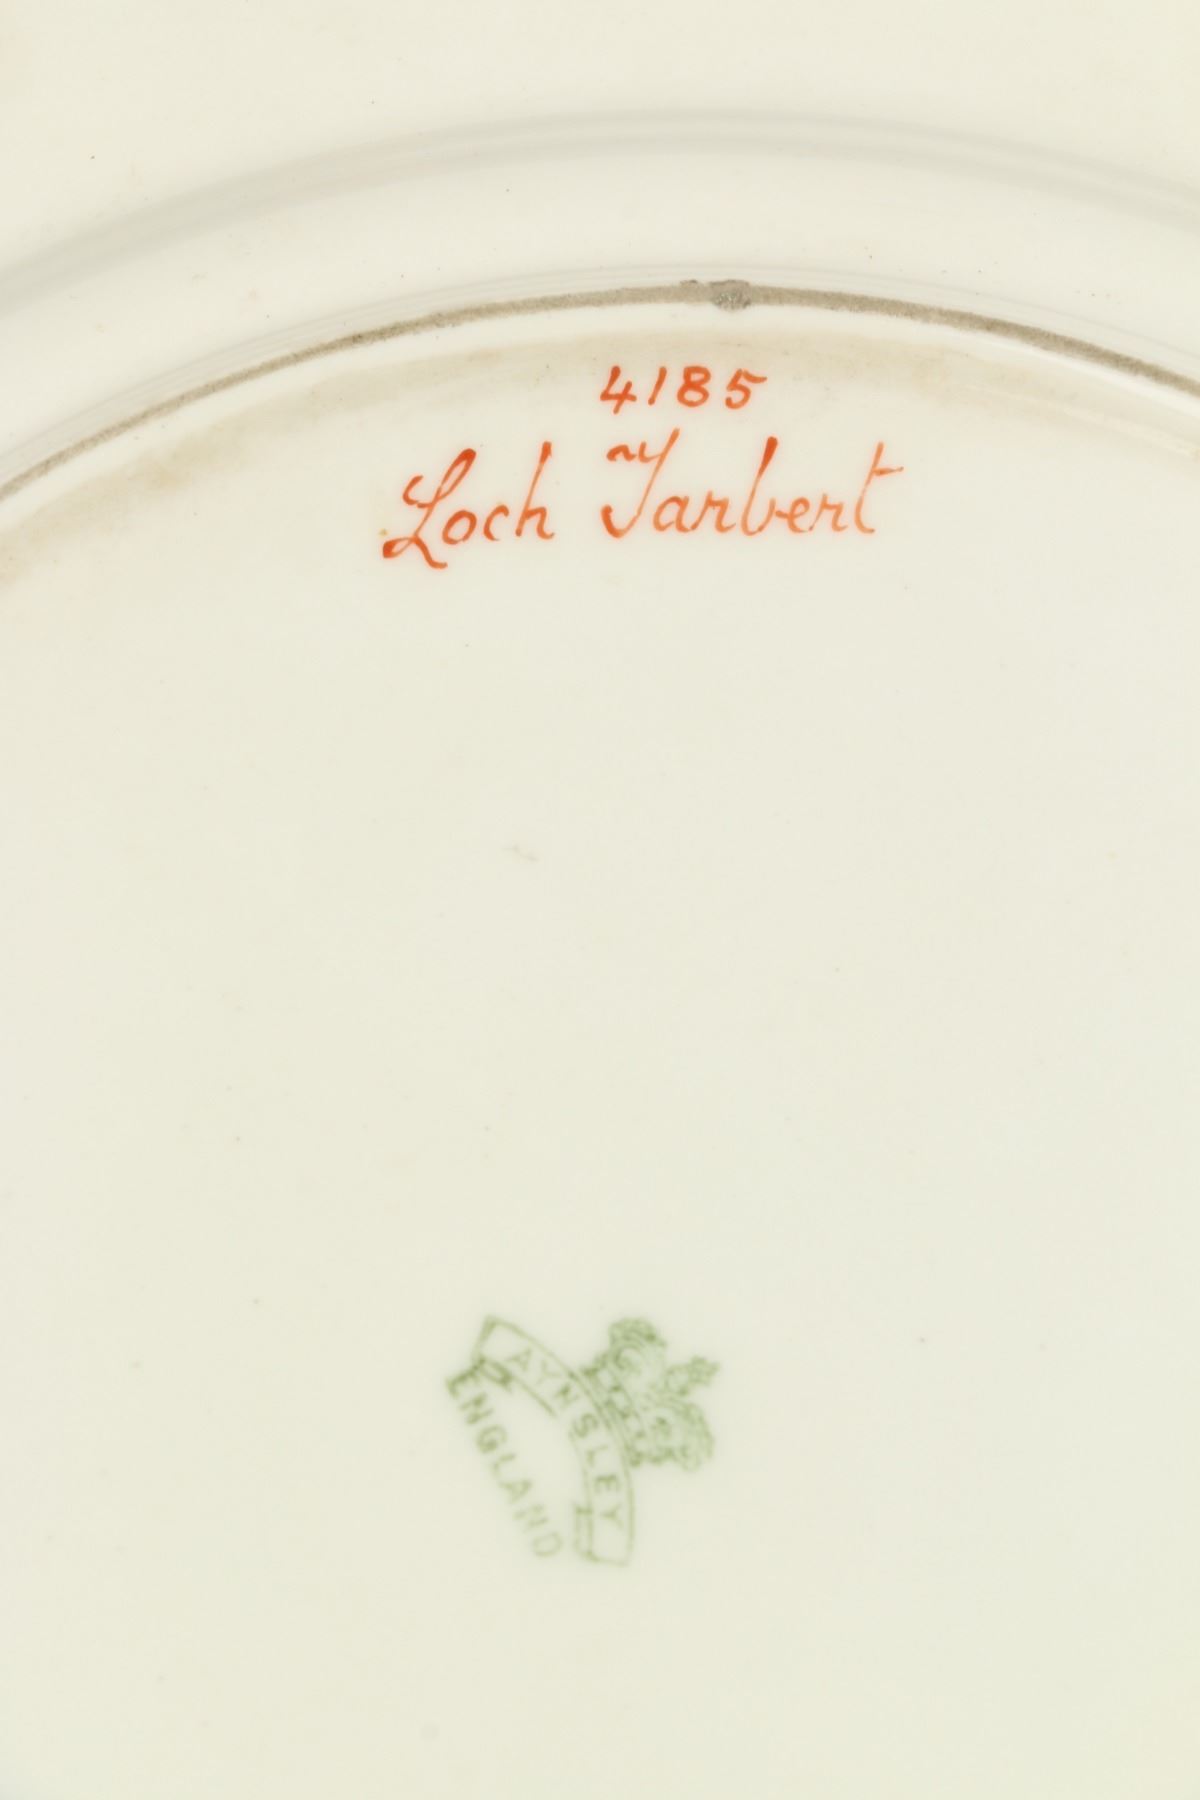 4185
Loch Tarbert
AYNSLEY
ENGLAND